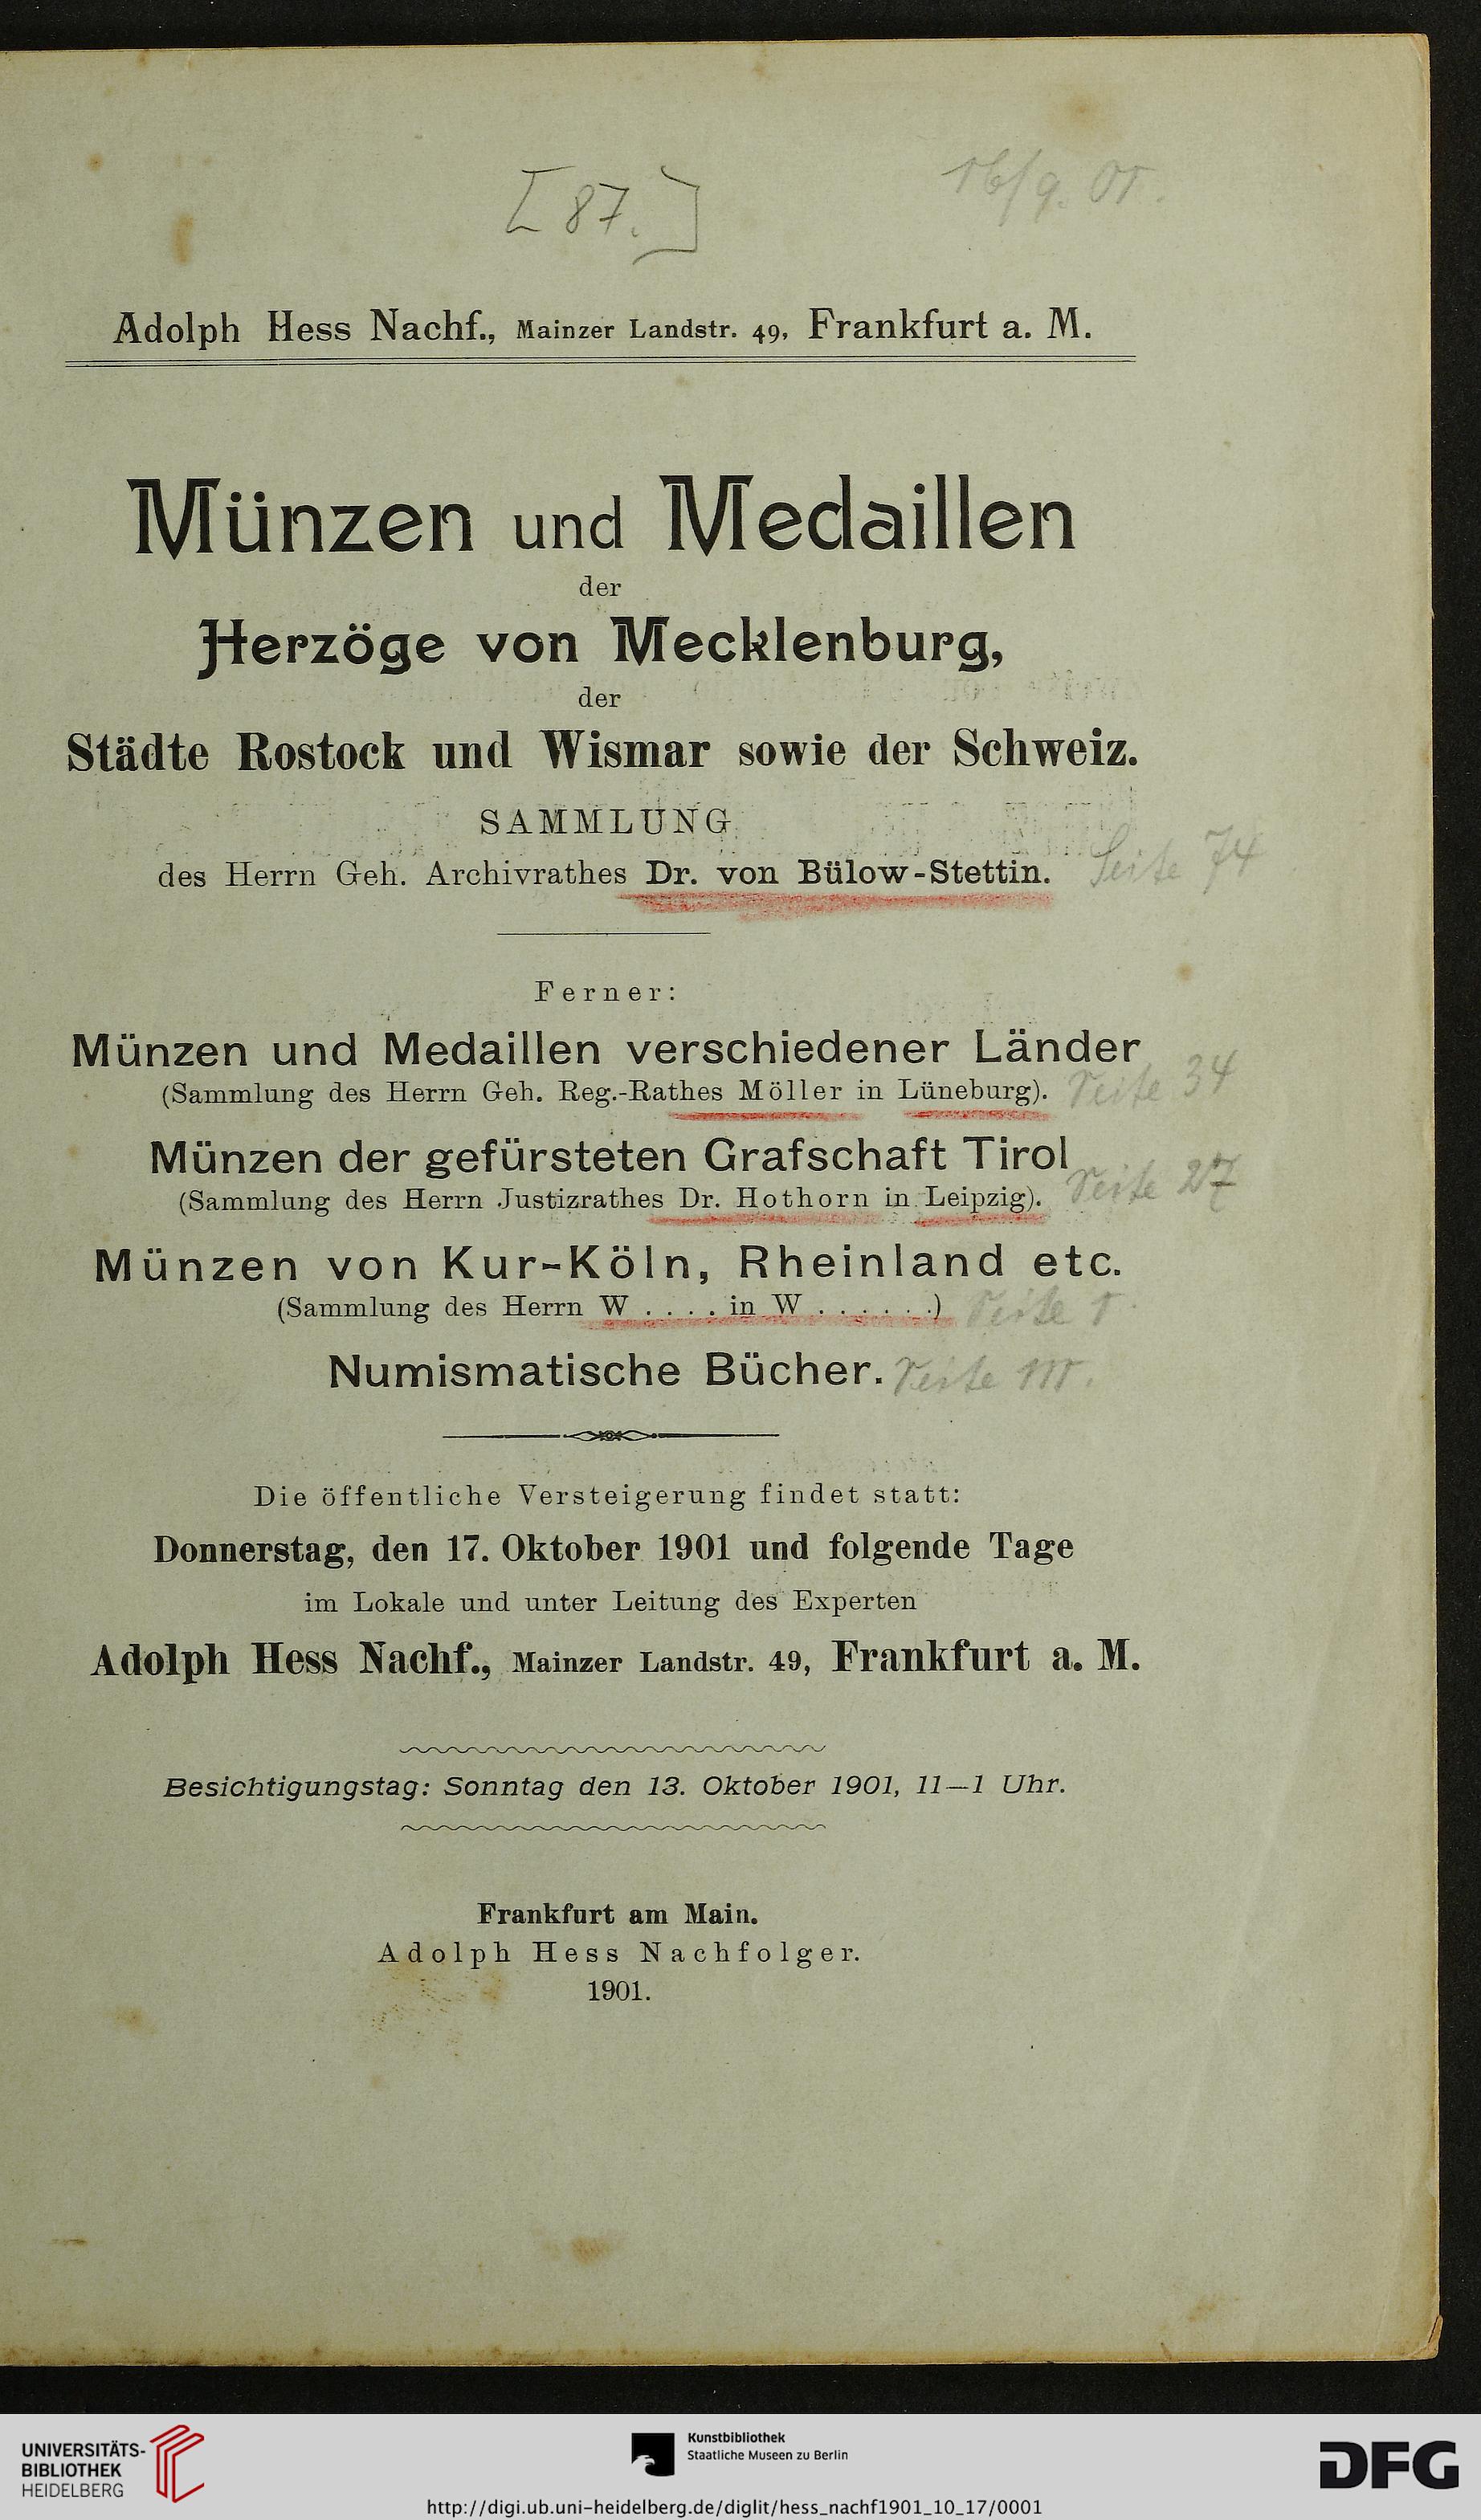 [87.]
16/9. 01.
Adolph Hess Nachf., Mainzer Landstr. 49, Frankfurt a. M.
Münzen und Medaillen
der
Herzöge von Mecklenburg,
der
Städte Rostock und Wismar sowie der Schweiz.
SAMMLUNG
des Herrn Geh. Archivrathes Dr. von Bülow-Stettin. Seite 74
Ferner:
Münzen und Medaillen verschiedener Länder
(Sammlung des Herrn Geh. Reg.-Rathes Möller in Lüneburg). Seite 34
Münzen der gefürsteten Grafschaft Tirol
(Sammlung des Herrn Justizrathes Dr. Hothorn in Leipzig). Seite 27
Münzen von Kur-Köln, Rheinland etc.
(Sammlung des Herrn W . . . . in W . . . . . .) Seite 1.
Numismatische Bücher. Seite 111.
Die öffentliche Versteigerung findet statt:
Donnerstag, den 17. Oktober 1901 und folgende Tage
im Lokale und unter Leitung des Experten
Adolph Hess Nachf., Mainzer Landstr. 49, Frankfurt a. M.
Besichtigungstag: Sonntag den 13. Oktober 1901, 11—1 Uhr.
Frankfurt am Main.
Adolph Hess Nachfolger.
1901.
UNIVERSITÄTS-
BIBLIOTHEK
HEIDELBERG
Kunstbibliothek
Staatliche Museen zu Berlin
DFG
http://digi.ub.uni-heidelberg.de/diglit/hess_nachf1901_10_17/0001